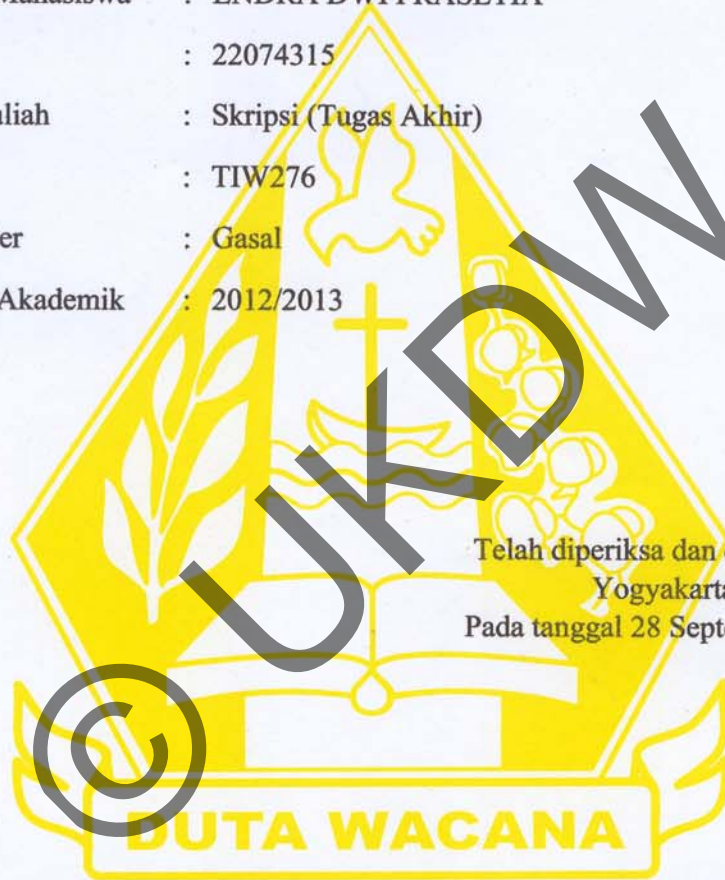 : 22074315
: Skripsi (Tugas Akhir)
: TIW276
: Gasal
Akademik : 2012/2013
Telah diperiksa dan
Yogyakarta
Pada tanggal 28
© UKDW
DUTA WACANA